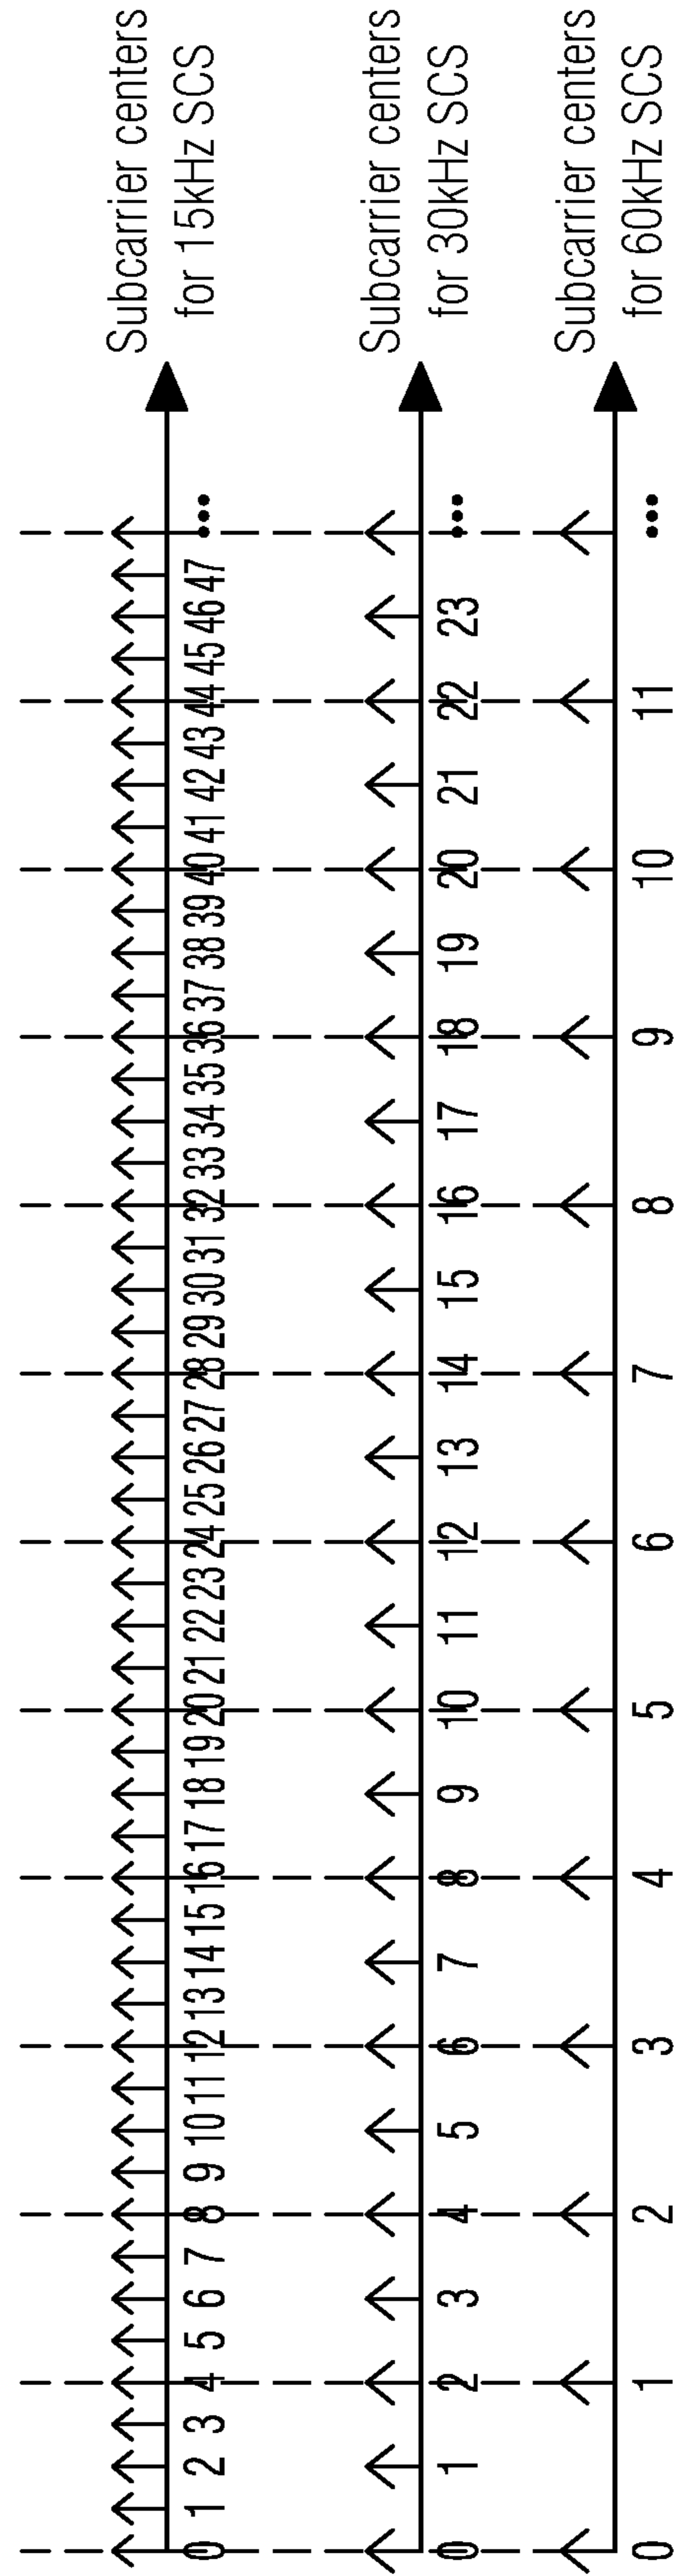 0 1 2 3 4 5 6 7 8 9 10 11 12 13 14 15 16 17 18 19 20 21 22 23 24 25 26 27 28 29 30 31 32 33 34 35 36 37 38 39 40 41 42 43 44 45 46 47 •••
Subcarrier centers
for 15kHz SCS
0 1 2 3 4 5 6 7 8 9 10 11 12 13 14 15 16 17 18 19 20 21 22 23 •••
Subcarrier centers
for 30kHz SCS
0 1 2 3 4 5 6 7 8 9 10 11 •••
Subcarrier centers
for 60kHz SCS